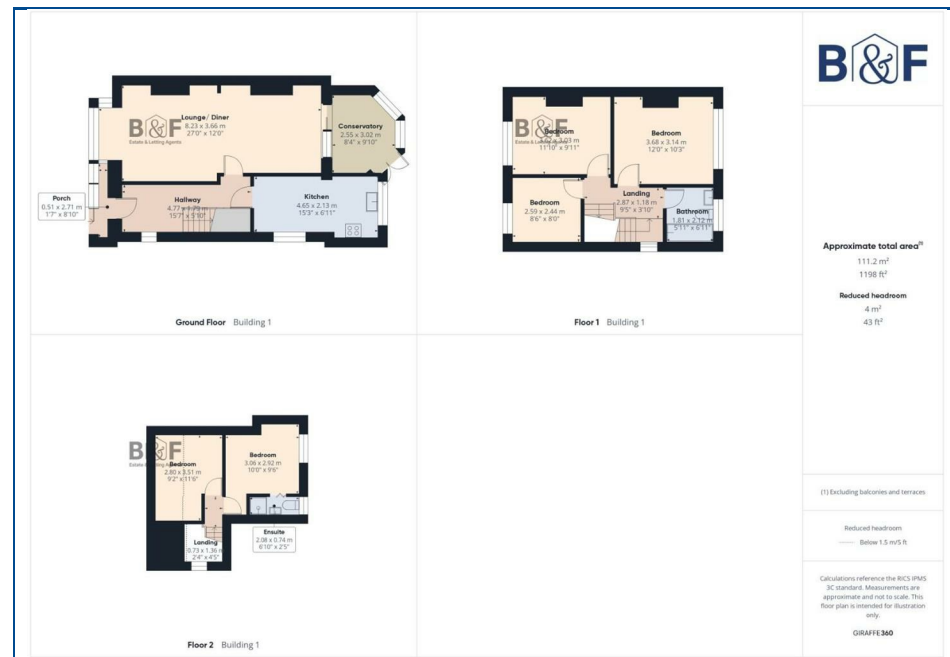 Lounge/ Diner
8.23 x 3.66 m
27'0" x 12'0"
B&F
Estate & Letting Agents
Conservatory
2.55 x 3.02 m
8'4" x 9'10"
Porch
0.51 x 2.71 m
1'7" x 8'10"
Hallway
15'7" x 5'10"
Kitchen
4.65 x 2.13 m
15'3" x 6'11"
Ground Floor Building 1
B&F
Bedroom
11'10" x 9'11"
Bedroom
3.68 x 3.14 m
12'0" x 10'3"
Bedroom
2.59 x 2.44 m
8'6" x 8'0"
Landing
2.87 x 1.18 m
9'5" x 3'10"
Bathroom
1.81 x 2.12 m
5'11" x 6'11"
Floor 1 Building 1
B&F
Bedroom
2.80 x 3.51 m
9'2" x 11'6"
Bedroom
3.06 x 2.92 m
10'0" x 9'6"
Landing
0.73 x 1.36 m
2'4" x 4'5"
Ensuite
2.08 x 0.74 m
6'10" x 2'5"
Floor 2 Building 1
B&F
Approximate total area(1)
111.2 m²
1198 ft²
Reduced headroom
4 m²
43 ft²
(1) Excluding balconies and terraces
Reduced headroom
Below 1.5 m/5 ft
Calculations reference the RICS IPMS
3C standard. Measurements are
approximate and not to scale. This
floor plan is intended for illustration
only.
GIRAFFE360